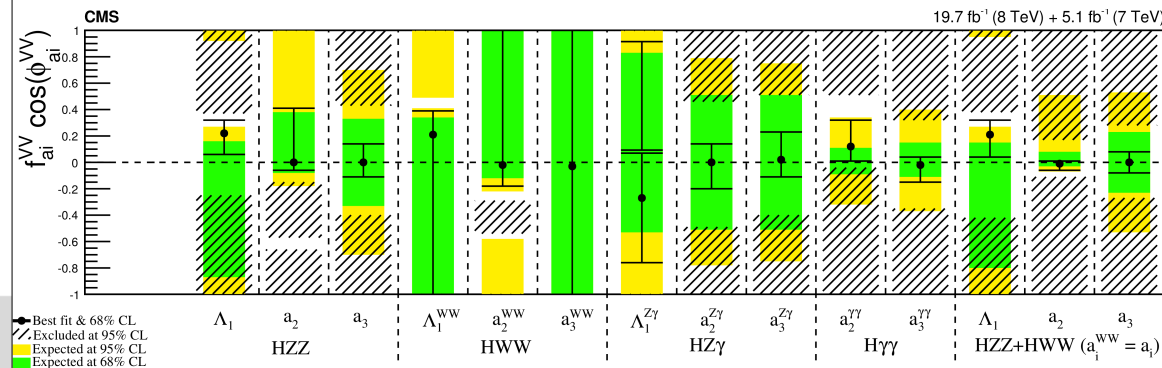 CMS 19.7 fb⁻¹ (8 TeV) + 5.1 fb⁻¹ (7 TeV)
f_ai^VV cos(ϕ_ai^VV)
1
0.8
0.6
0.4
0.2
0
-0.2
-0.4
-0.6
-0.8
-1
Λ₁ a₂ a₃ Λ₁^WW a₂^WW a₃^WW Λ₁^Zγ a₂^Zγ a₃^Zγ a₂^γγ a₃^γγ Λ₁ a₂ a₃
HZZ HWW HZγ Hγγ HZZ+HWW (a_i^WW = a_i)
Best fit & 68% CL
Excluded at 95% CL
Expected at 95% CL
Expected at 68% CL